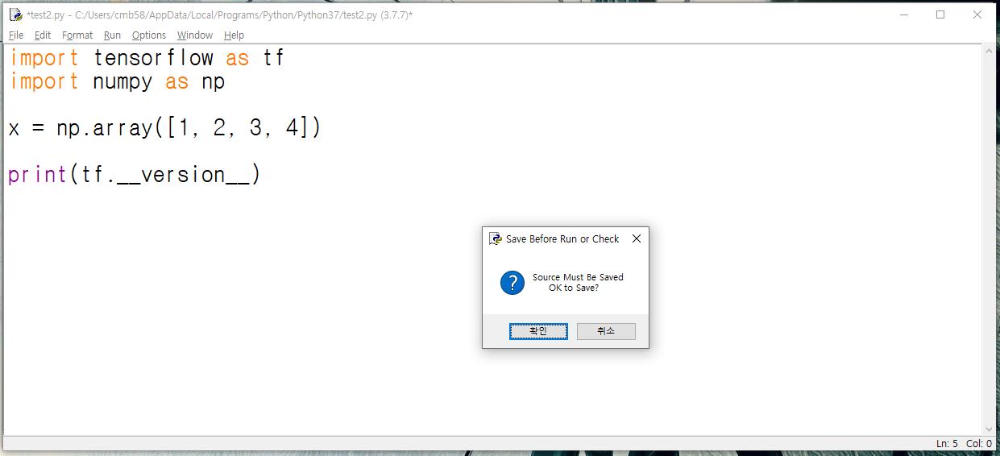 *test2.py - C:/Users/cmb58/AppData/Local/Programs/Python/Python37/test2.py (3.7.7)*
File Edit Format Run Options Window Help
import tensorflow as tf
import numpy as np
x = np.array([1, 2, 3, 4])
print(tf.__version__)
Save Before Run or Check
Source Must Be Saved
OK to Save?
확인 취소
Ln: 5 Col: 0